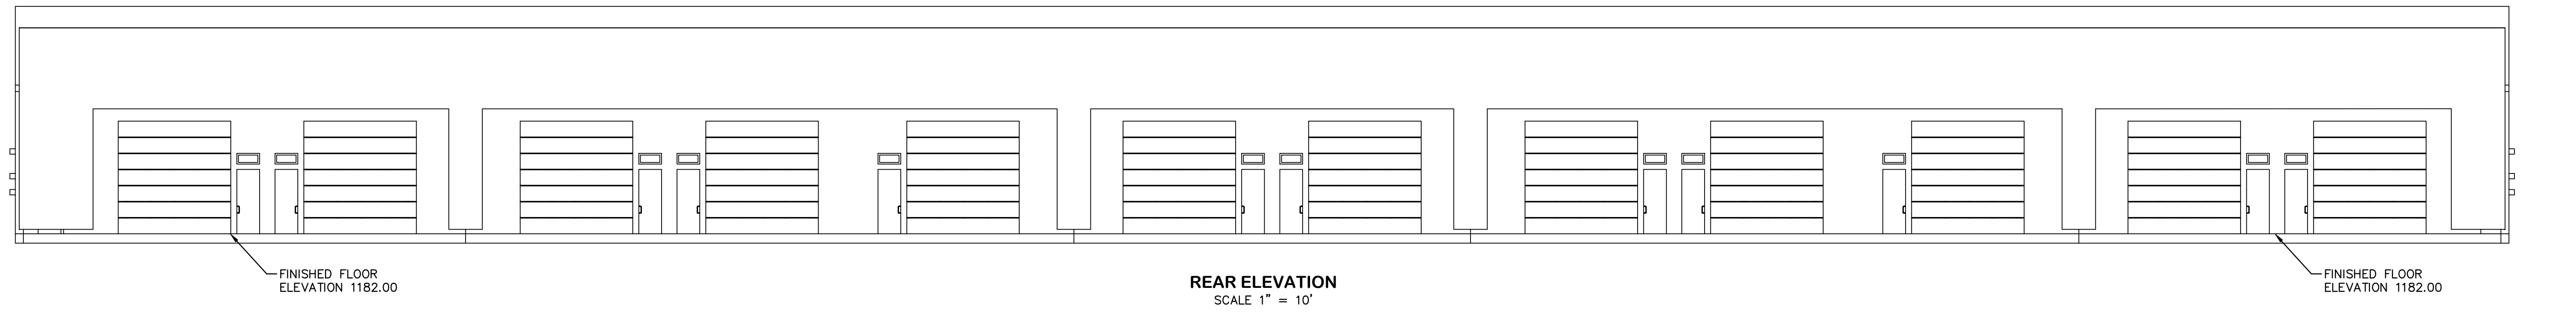 FINISHED FLOOR
ELEVATION 1182.00
REAR ELEVATION
SCALE 1" = 10'
FINISHED FLOOR
ELEVATION 1182.00